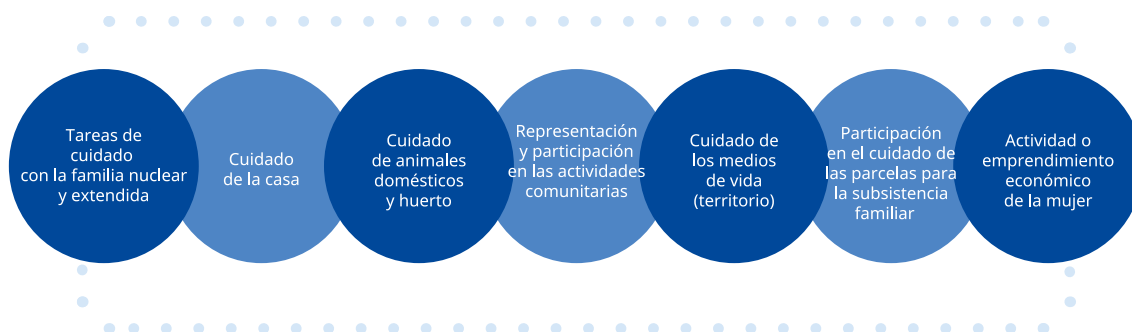 Tareas de
cuidado
con la familia nuclear
y extendida
Cuidado
de la casa
Cuidado
de animales
domésticos
y huerto
Representación
y participación
en las actividades
comunitarias
Cuidado de
los medios
de vida
(territorio)
Participación
en el cuidado de
las parcelas para
la subsistencia
familiar
Actividad o
emprendimiento
económico
de la mujer